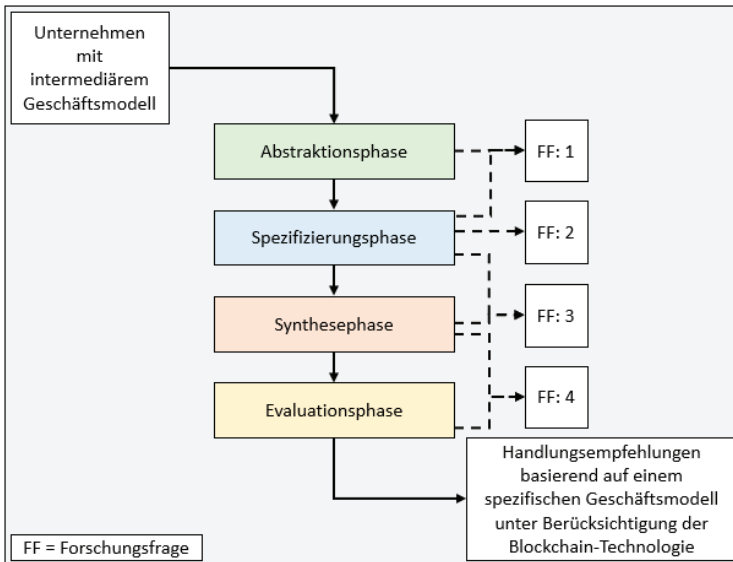 Unternehmen
mit
intermediärem
Geschäftsmodell
Abstraktionsphase
FF: 1
Spezifizierungsphase
FF: 2
Synthesephase
FF: 3
Evaluationsphase
FF: 4
Handlungsempfehlungen
basierend auf einem
spezifischen Geschäftsmodell
unter Berücksichtigung der
Blockchain-Technologie
FF = Forschungsfrage